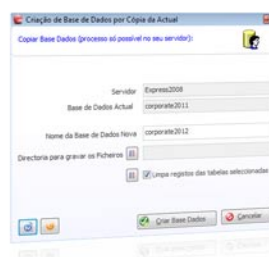 Criação de Base de Dados por Cópia da Actual
Copiar Base Dados (processo só possível no seu servidor):
Servidor Express2008
Base de Dados Actual corporate2011
Nome da Base de Dados Nova corporate2012
Directoria para gravar os Ficheiros
Limpa registos das tabelas seleccionadas
Criar Base Dados Cancelar